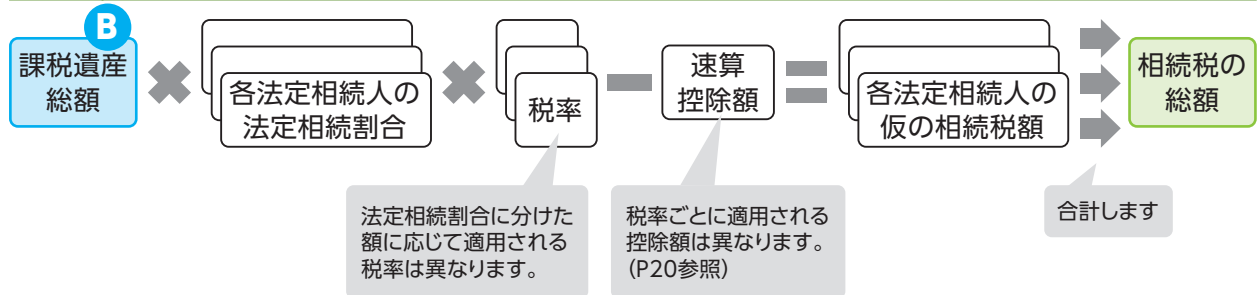 B
課税遺産
総額
各法定相続人の
法定相続割合
税率
速算
控除額
各法定相続人の
仮の相続税額
相続税の
総額
法定相続割合に分けた
額に応じて適用される
税率は異なります。
税率ごとに適用される
控除額は異なります。
(P20参照)
合計します